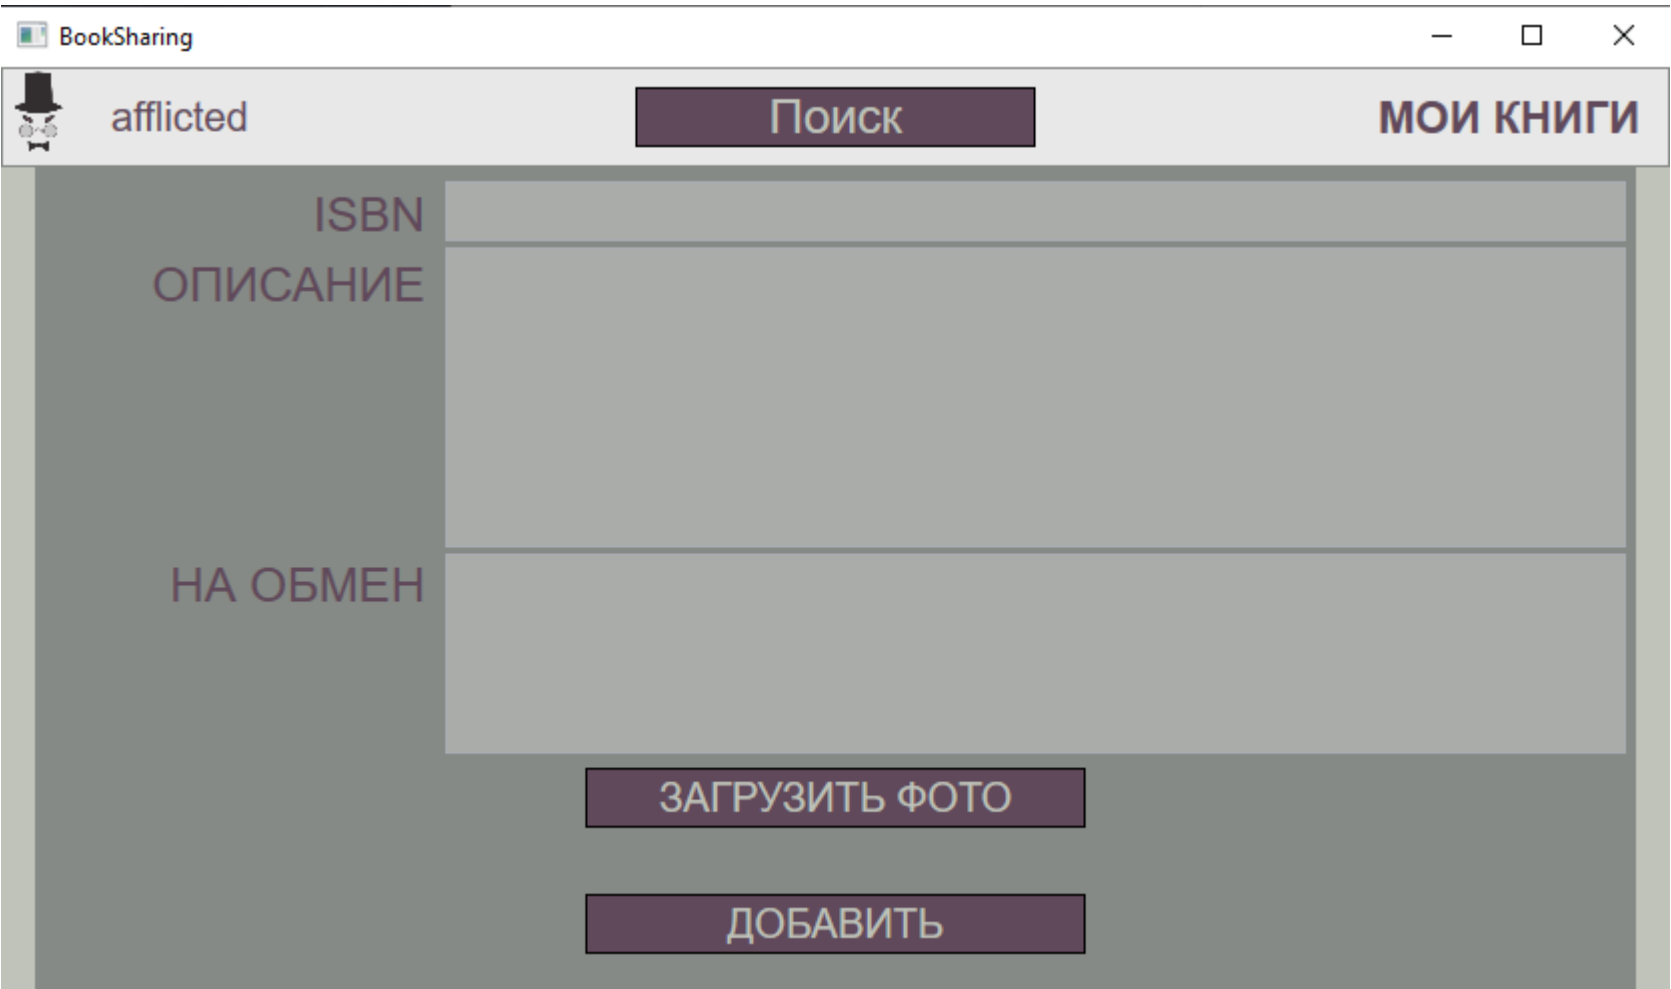 BookSharing
afflicted
Поиск
МОИ КНИГИ
ISBN
ОПИСАНИЕ
НА ОБМЕН
ЗАГРУЗИТЬ ФОТО
ДОБАВИТЬ